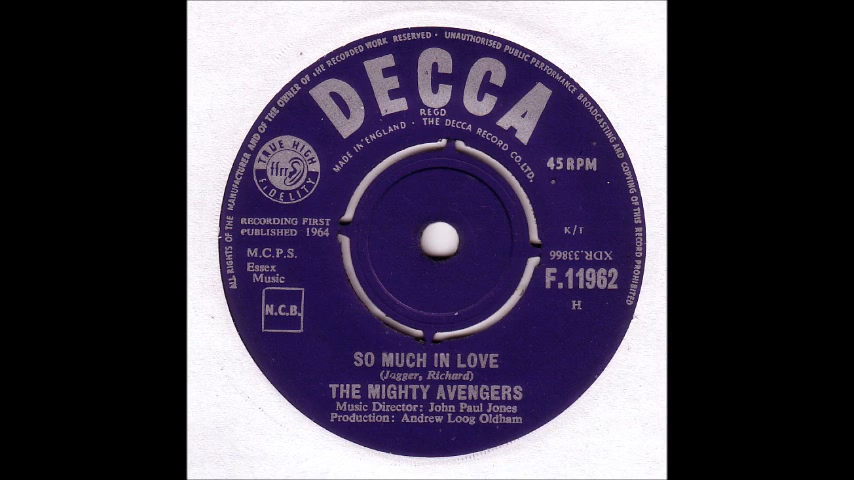 ALL RIGHTS OF THE MANUFACTURER AND OF THE OWNER OF THE RECORDED WORK RESERVED · UNAUTHORISED PUBLIC PERFORMANCE BROADCASTING AND COPYING OF THIS RECORD PROHIBITED
DECCA
REGD
MADE IN ENGLAND · THE DECCA RECORD CO. LTD.
TRUE HIGH
ffrr
FIDELITY
45 RPM
RECORDING FIRST
PUBLISHED 1964
K/T
M.C.P.S.
XDR.33866
Essex
Music
F.11962
N.C.B.
H
SO MUCH IN LOVE
(Jagger, Richard)
THE MIGHTY AVENGERS
Music Director: John Paul Jones
Production: Andrew Loog Oldham